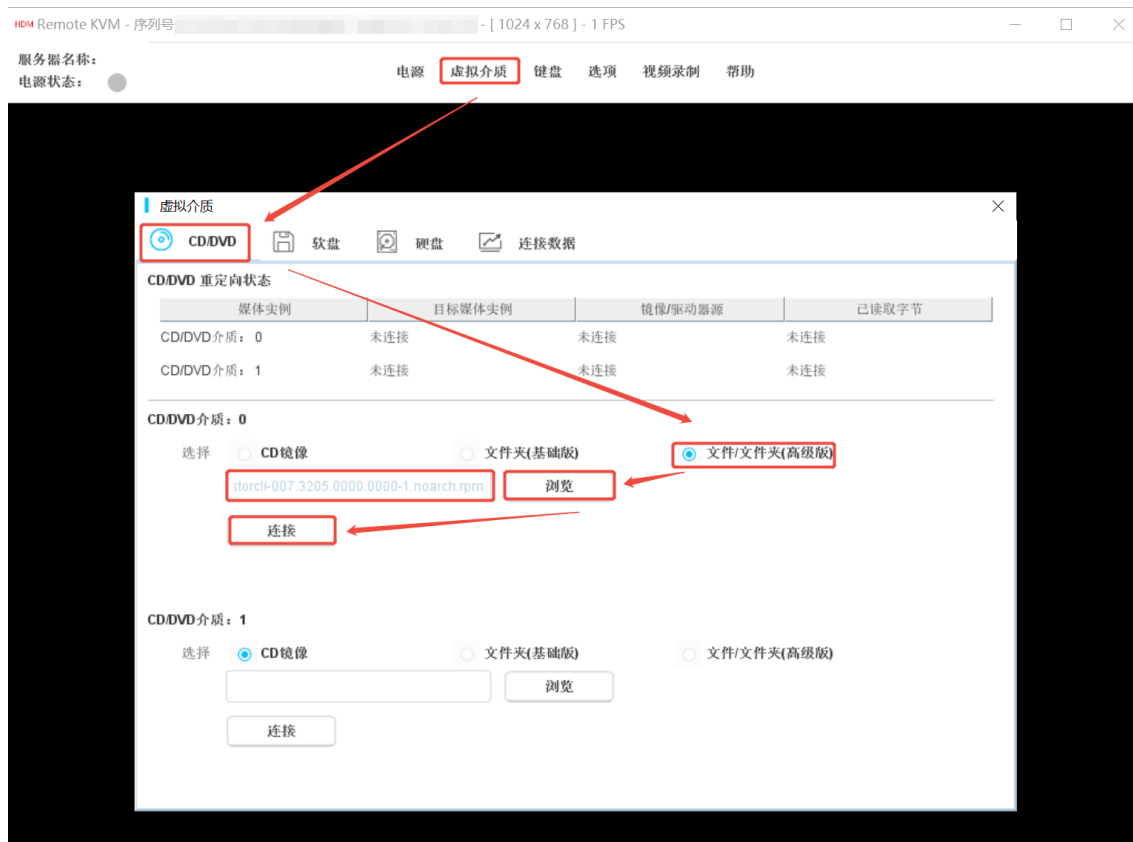 HDM Remote KVM - 序列号 - [ 1024 x 768 ] - 1 FPS
服务器名称:
电源状态:
电源 虚拟介质 键盘 选项 视频录制 帮助
虚拟介质
CD/DVD 软盘 硬盘 连接数据
CD/DVD 重定向状态
媒体实例 目标媒体实例 镜像/驱动器源 已读取字节
CD/DVD介质: 0 未连接 未连接 未连接
CD/DVD介质: 1 未连接 未连接 未连接
CD/DVD介质: 0
选择 CD镜像 文件夹(基础版) 文件/文件夹(高级版)
storcli-007.3205.0000.0000-1.noarch.rpm 浏览
连接
CD/DVD介质: 1
选择 CD镜像 文件夹(基础版) 文件/文件夹(高级版)
浏览
连接